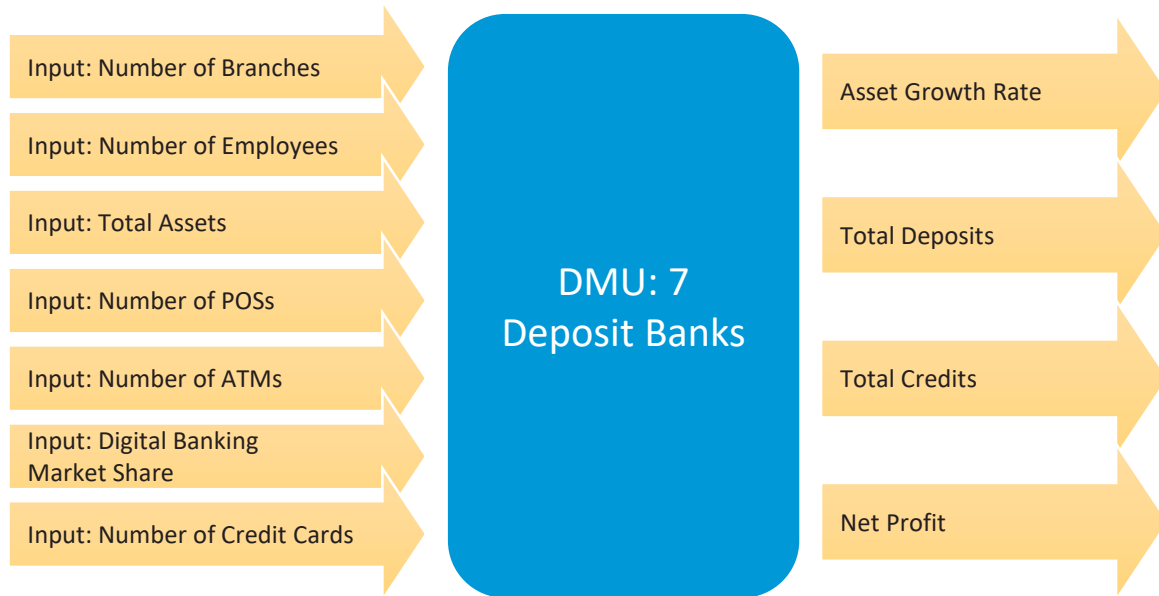 Input: Number of Branches
Input: Number of Employees
Input: Total Assets
Input: Number of POSs
Input: Number of ATMs
Input: Digital Banking
Market Share
Input: Number of Credit Cards
DMU: 7
Deposit Banks
Asset Growth Rate
Total Deposits
Total Credits
Net Profit